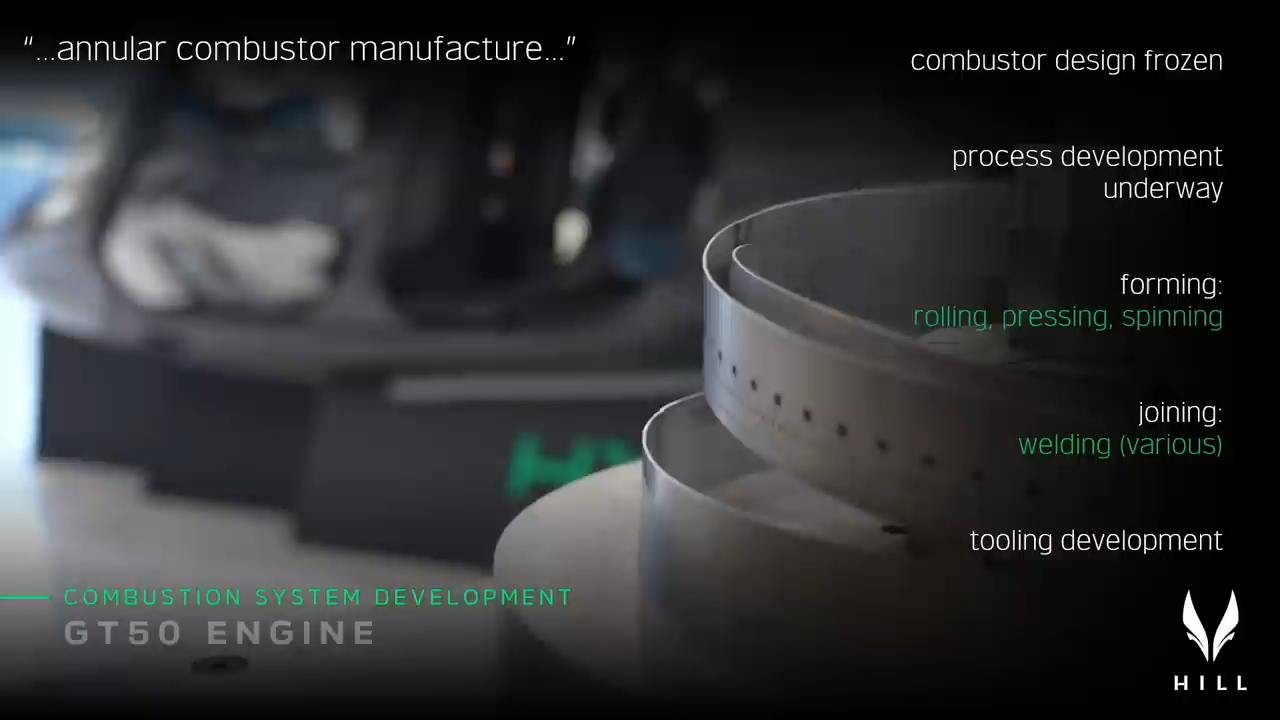 “...annular combustor manufacture...”
combustor design frozen
process development
underway
forming:
rolling, pressing, spinning
joining:
welding (various)
tooling development
COMBUSTION SYSTEM DEVELOPMENT
GT50 ENGINE
HILL